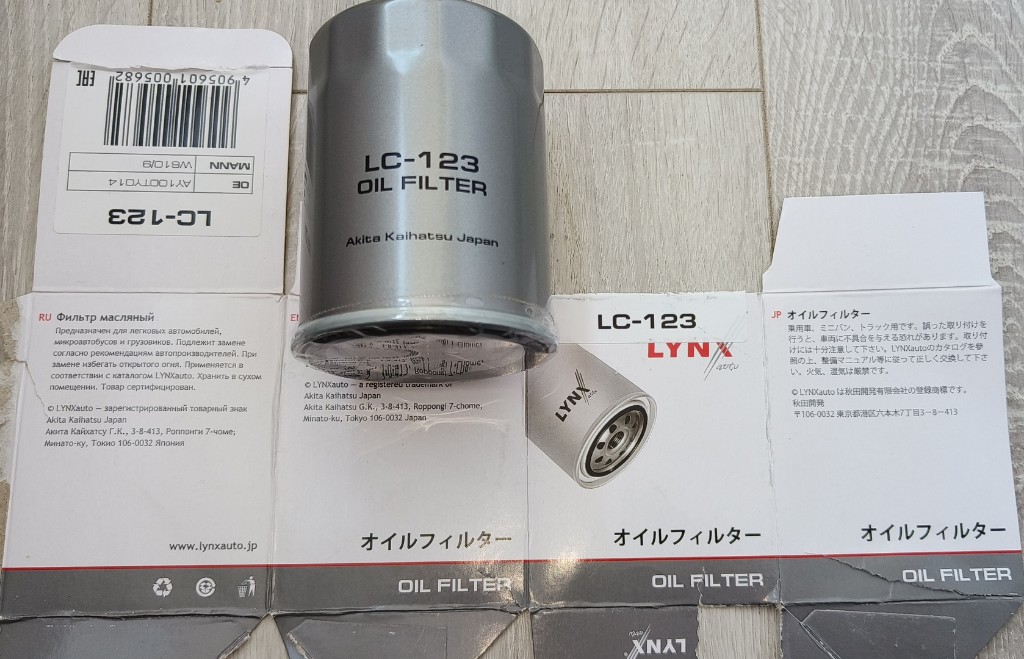 LC-123
OE AY100TY014
MANN W610/9
EAC
4 905601 005682
LC-123
OIL FILTER
Akita Kaihatsu Japan
RU Фильтр масляный
Предназначен для легковых автомобилей,
микроавтобусов и грузовиков. Подлежит замене
согласно рекомендациям автопроизводителей. При
замене избегать открытого огня. Применяется в
соответствии с каталогом LYNXauto. Хранить в сухом
помещении. Товар сертифицирован.
© LYNXauto — зарегистрированный товарный знак
Akita Kaihatsu Japan
Акита Кайхатсу Г.К., 3-8-413, Роппонги 7-чоме;
Минато-ку, Токио 106-0032 Япония
www.lynxauto.jp
© LYNXauto — a registered trademark of
Akita Kaihatsu Japan
Akita Kaihatsu G.K., 3-8-413, Roppongi 7-chome,
Minato-ku, Tokyo 106-0032 Japan
オイルフィルター
OIL FILTER
LC-123
LYNX
auto
LYNX
auto
オイルフィルター
OIL FILTER
LYNX
auto
JP オイルフィルター
乗用車、ミニバン、トラック用です。誤った取り付けを
行うと、車両に不具合を与える恐れがあります。取り付
けには十分注意して下さい。LYNXautoのカタログを参
照の上、整備マニュアル等に従って正しく交換して下さ
い。火気、湿気は厳禁です。
© LYNXauto は秋田開発有限会社の登録商標です。
秋田開発
〒106-0032 東京都港区六本木7丁目3-8-413
オイルフィルター
OIL FILTER